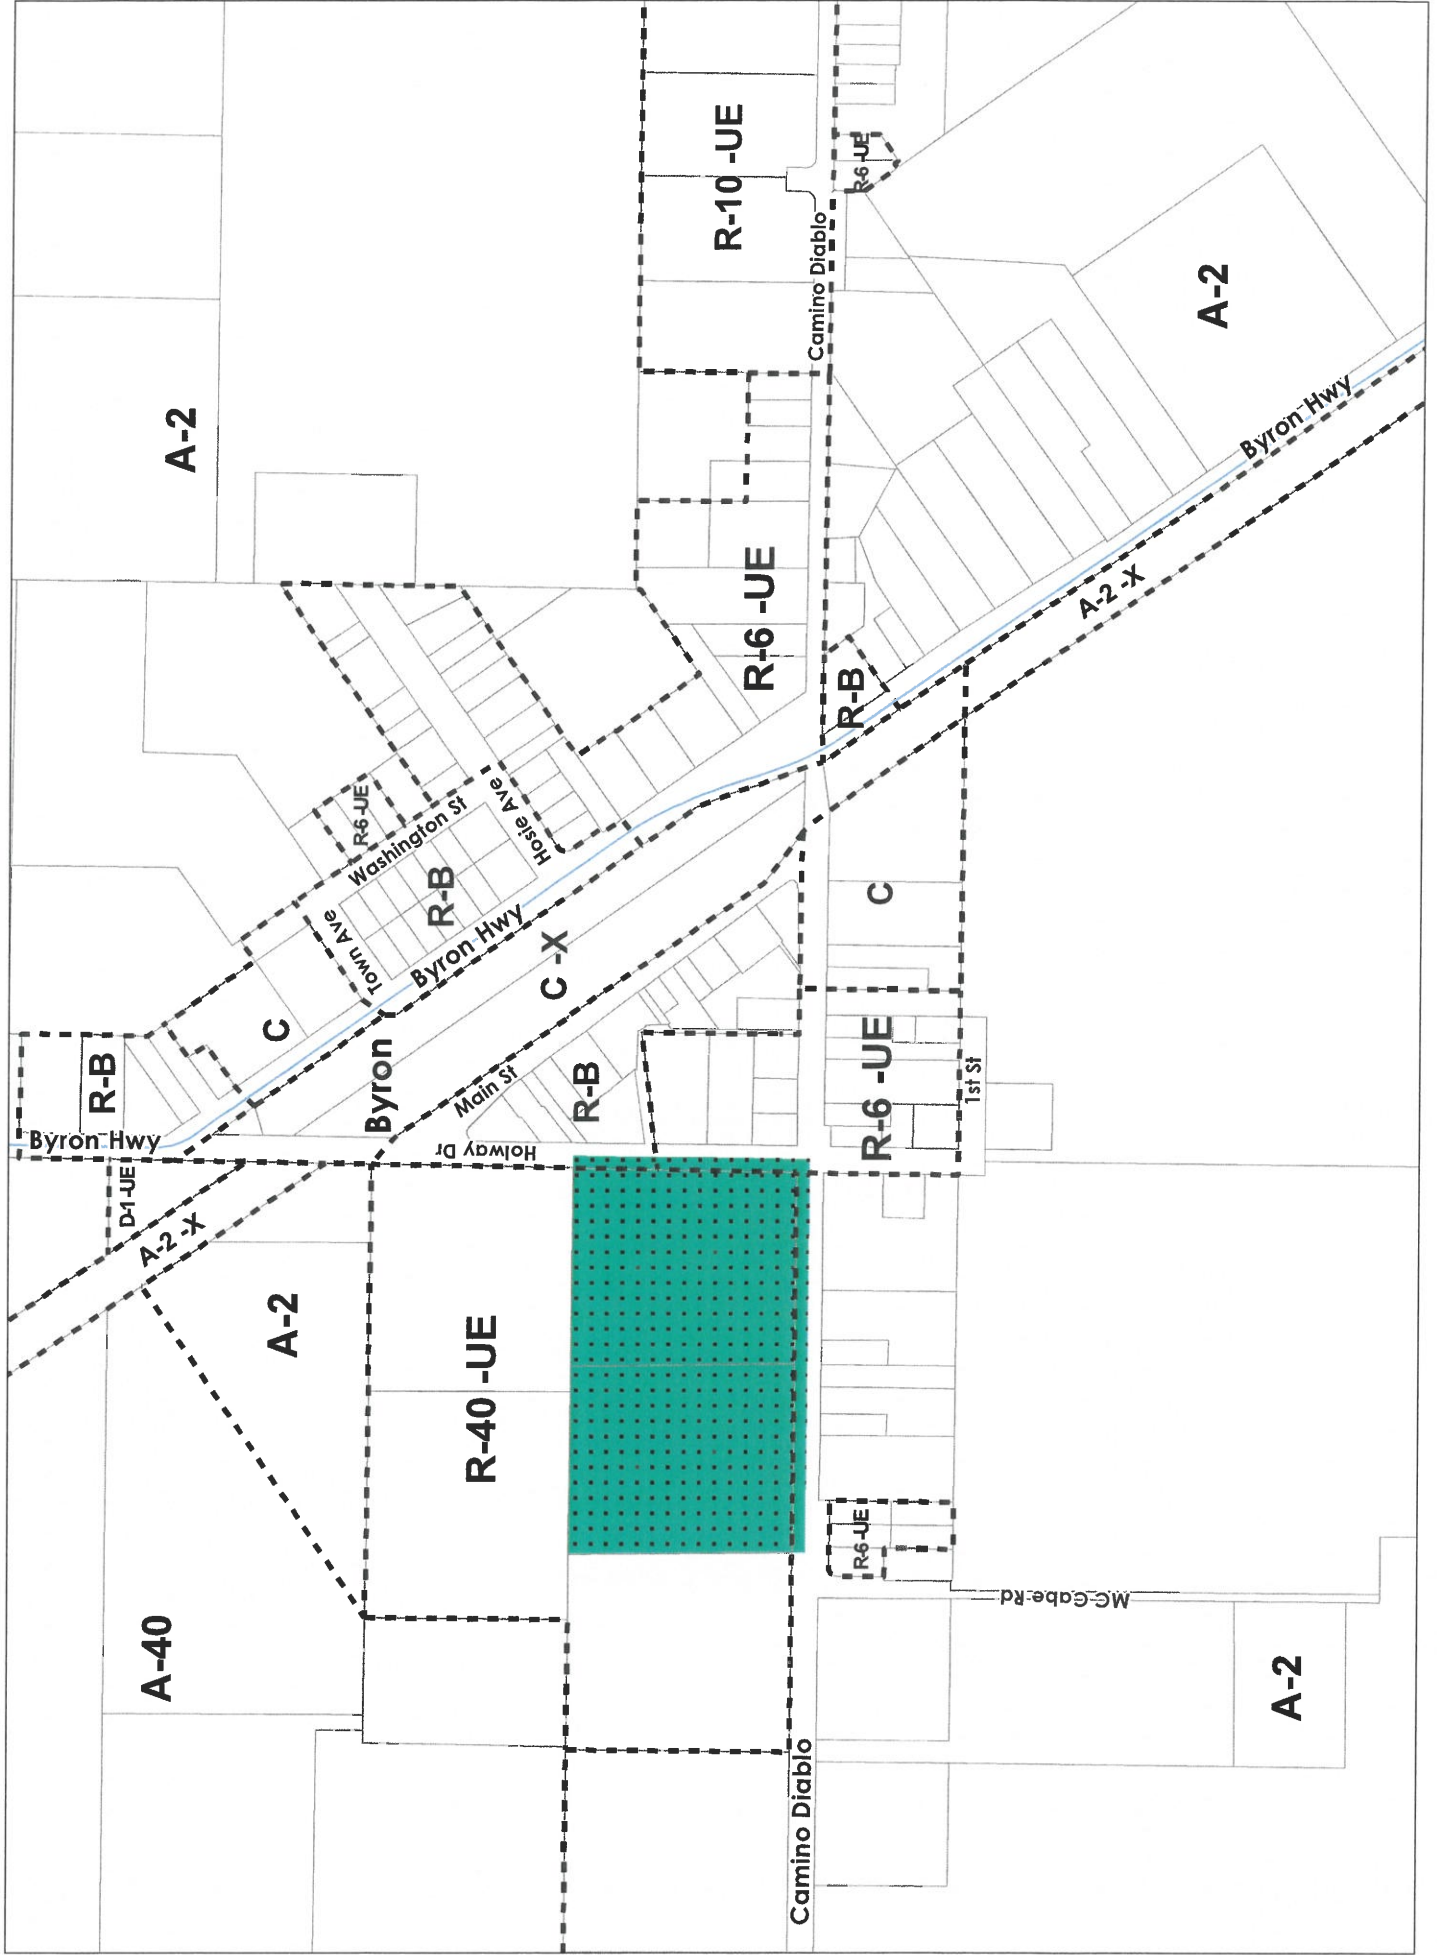 A-2
R-10 -UE
R-6 -UE
Camino Diablo
A-2
A-2
R-6 -UE
R-B
Byron Hwy
A-2 -X
R-6 -UE
Washington St
Hosie Ave
R-B
Town Ave
Byron Hwy
C -X
C
C
R-B
Byron Hwy
Byron
Main St
R-B
Holway Dr
R-6 -UE
1st St
D-1 -UE
A-2 -X
A-2
R-40 -UE
R-6 -UE
MC Cabe Rd
A-40
A-2
Camino Diablo